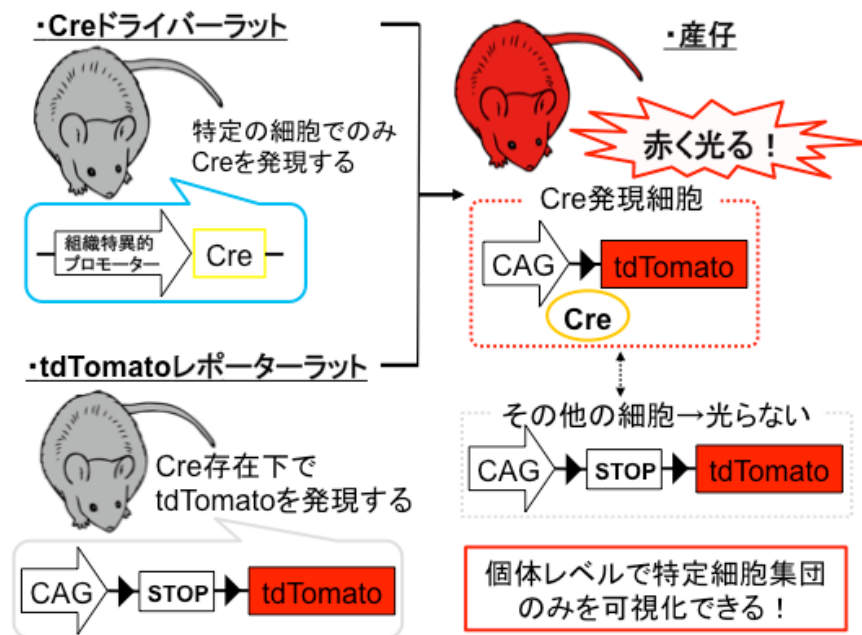 ・Creドライバーラット
特定の細胞でのみ
Creを発現する
組織特異的
プロモーター
Cre
・tdTomatoレポーターラット
Cre存在下で
tdTomatoを発現する
CAG
STOP
tdTomato
・産仔
赤く光る！
Cre発現細胞
CAG
tdTomato
Cre
その他の細胞→光らない
CAG
STOP
tdTomato
個体レベルで特定細胞集団
のみを可視化できる！